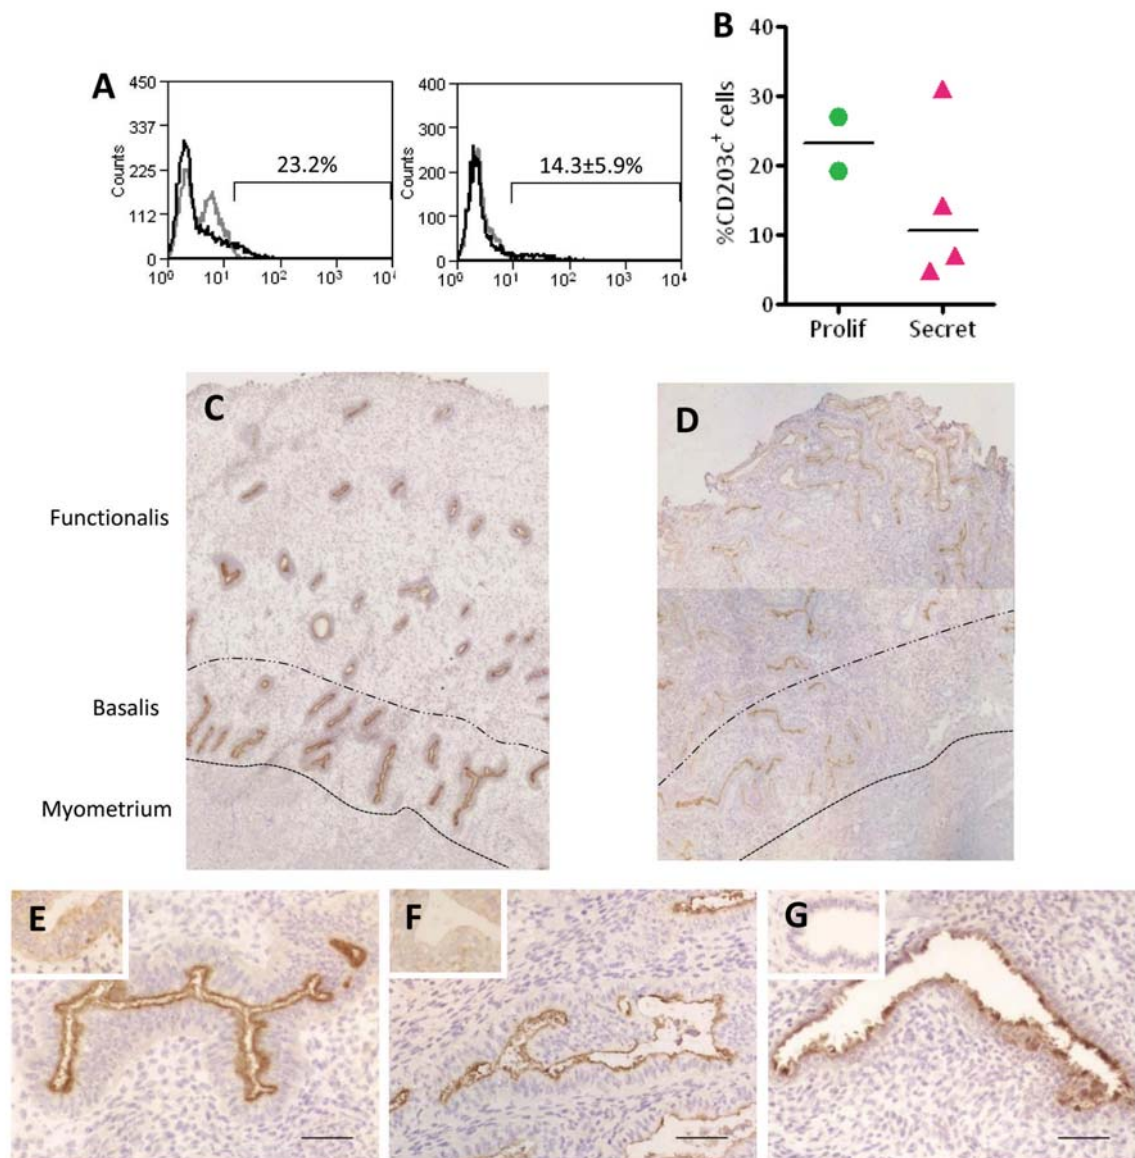 A
450
337
225
112
0
Counts
23.2%
10⁰
10¹
10²
10³
10⁴
400
300
200
100
0
Counts
14.3±5.9%
10⁰
10¹
10²
10³
10⁴
B
40
30
20
10
0
%CD203c⁺ cells
Prolif
Secret
C
D
Functionalis
Basalis
Myometrium
E
F
G